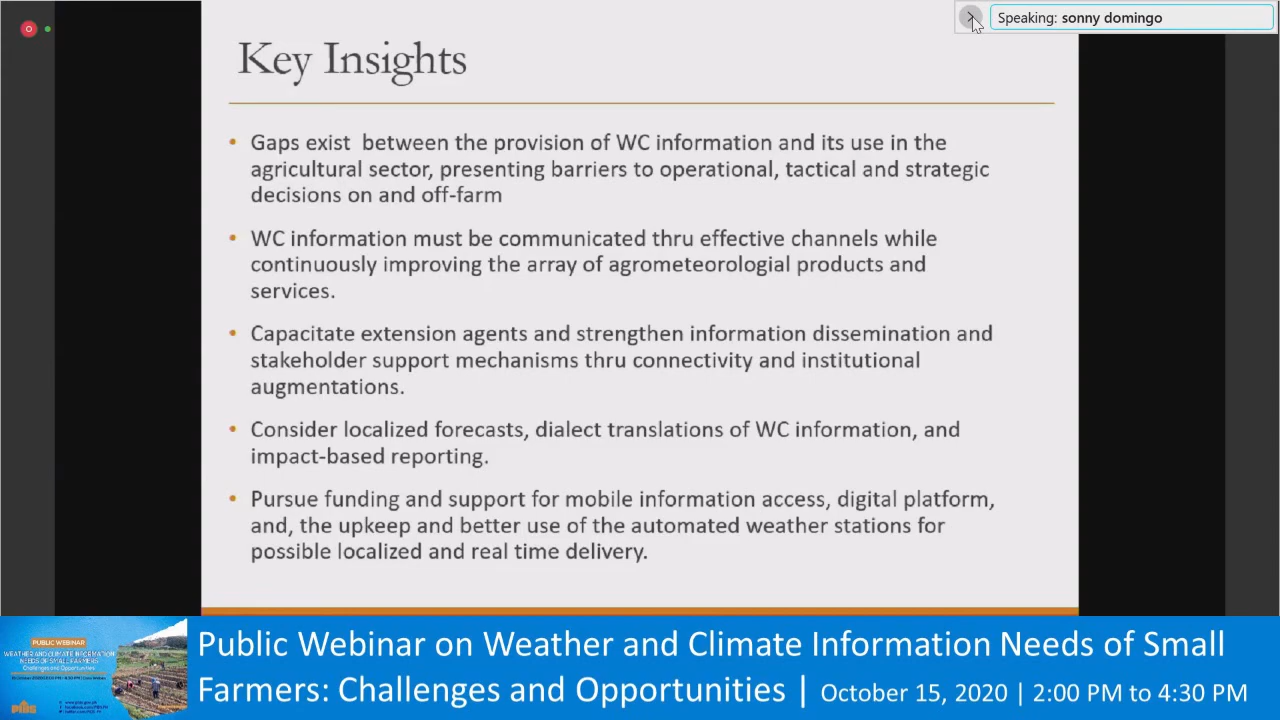 Speaking: sonny domingo
Key Insights
• Gaps exist between the provision of WC information and its use in the
agricultural sector, presenting barriers to operational, tactical and strategic
decisions on and off-farm
• WC information must be communicated thru effective channels while
continuously improving the array of agrometeorologial products and
services.
• Capacitate extension agents and strengthen information dissemination and
stakeholder support mechanisms thru connectivity and institutional
augmentations.
• Consider localized forecasts, dialect translations of WC information, and
impact-based reporting.
• Pursue funding and support for mobile information access, digital platform,
and, the upkeep and better use of the automated weather stations for
possible localized and real time delivery.
PUBLIC WEBINAR
WEATHER AND CLIMATE INFORMATION
NEEDS OF SMALL FARMERS:
Challenges and Opportunities
Public Webinar on Weather and Climate Information Needs of Small
Farmers: Challenges and Opportunities | October 15, 2020 | 2:00 PM to 4:30 PM